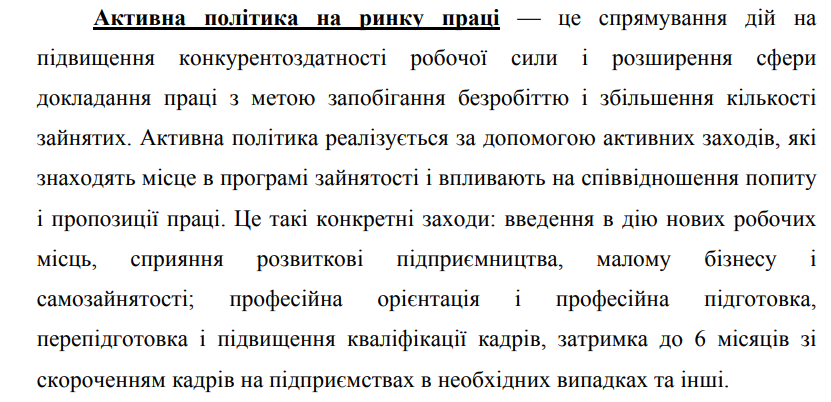 Активна політика на ринку праці — це спрямування дій на
підвищення конкурентоздатності робочої сили і розширення сфери
докладання праці з метою запобігання безробіттю і збільшення кількості
зайнятих. Активна політика реалізується за допомогою активних заходів, які
знаходять місце в програмі зайнятості і впливають на співвідношення попиту
і пропозиції праці. Це такі конкретні заходи: введення в дію нових робочих
місць, сприяння розвиткові підприємництва, малому бізнесу і
самозайнятості; професійна орієнтація і професійна підготовка,
перепідготовка і підвищення кваліфікації кадрів, затримка до 6 місяців зі
скороченням кадрів на підприємствах в необхідних випадках та інші.